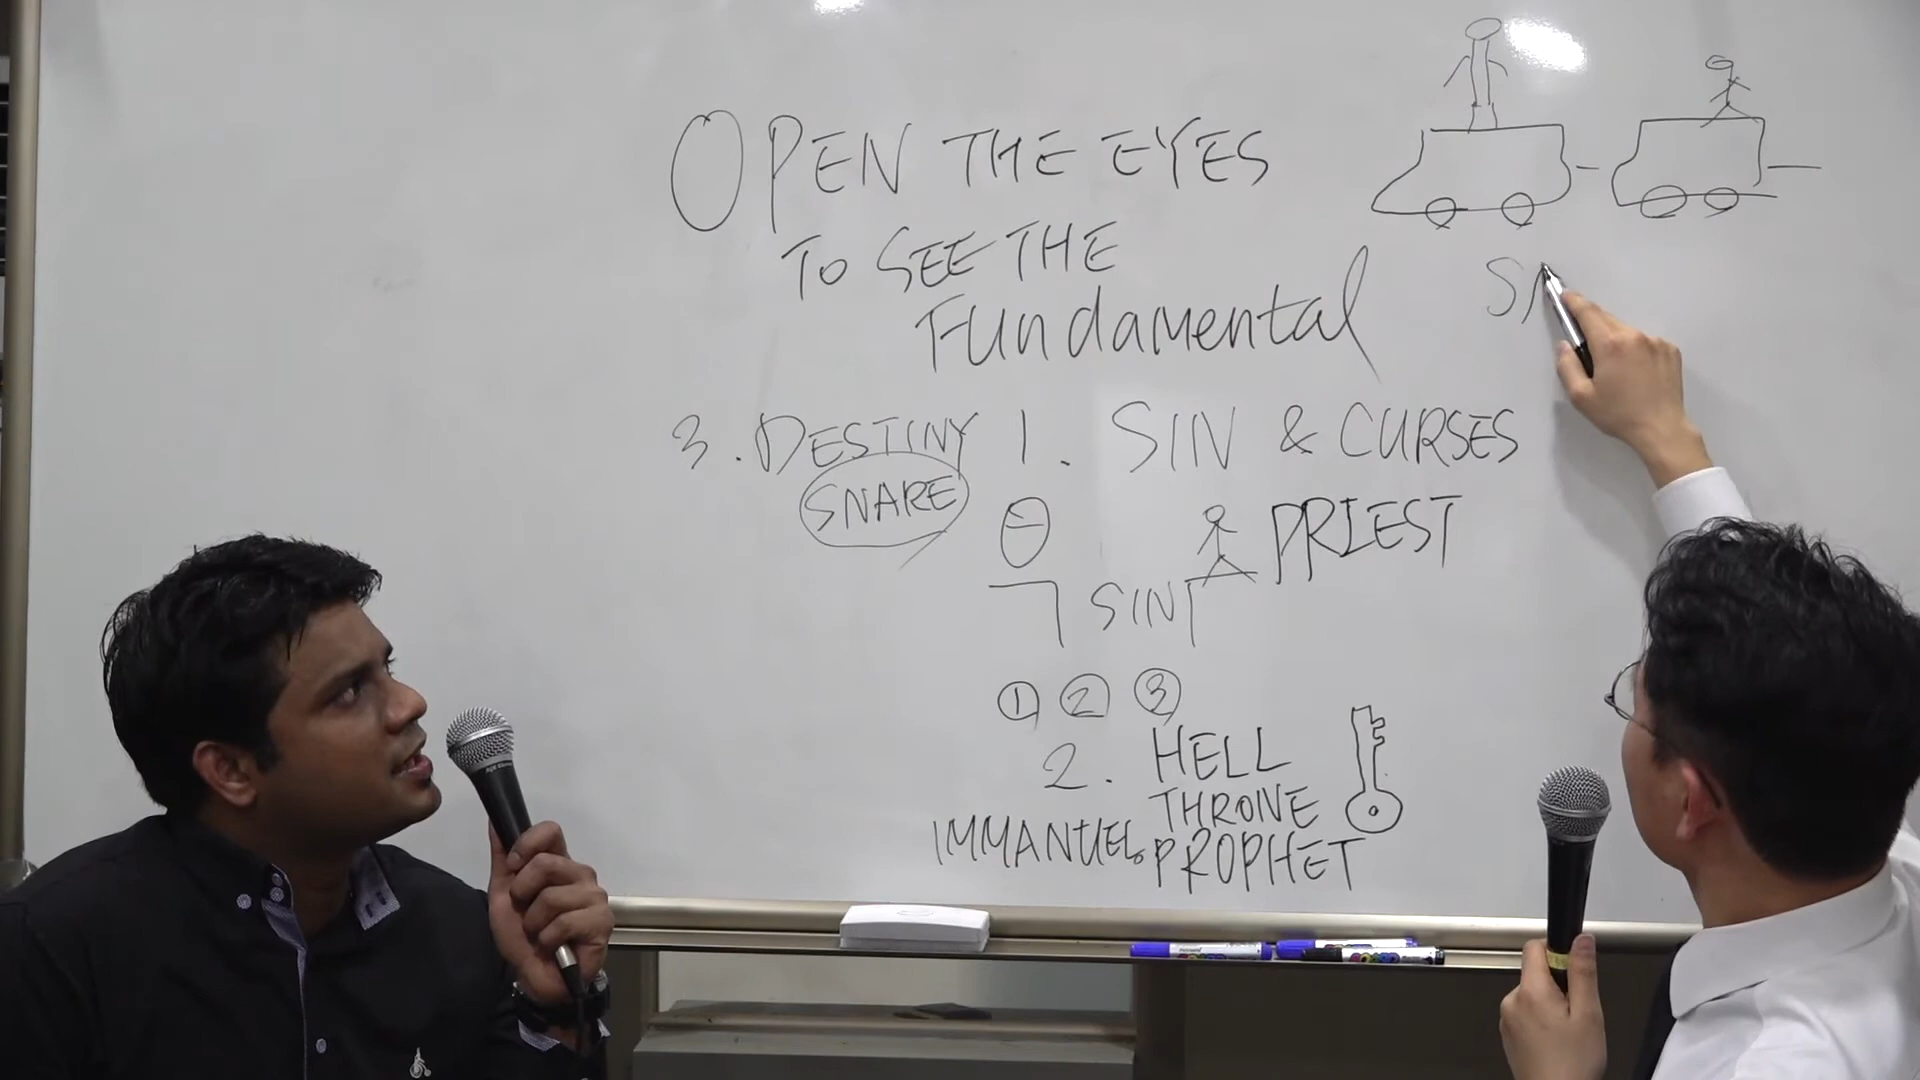 OPEN THE EYES
TO SEE THE
Fundamental
3. DESTINY
SNARE
1. SIN & CURSES
PRIEST
SIN
① ② ③
2. HELL
THRONE
IMMANUEL PROPHET